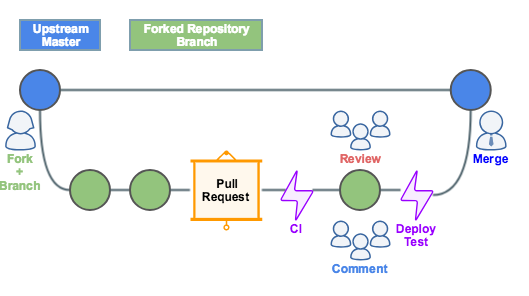 Upstream
Master
Forked Repository
Branch
Fork
+
Branch
Pull
Request
CI
Review
Comment
Deploy
Test
Merge